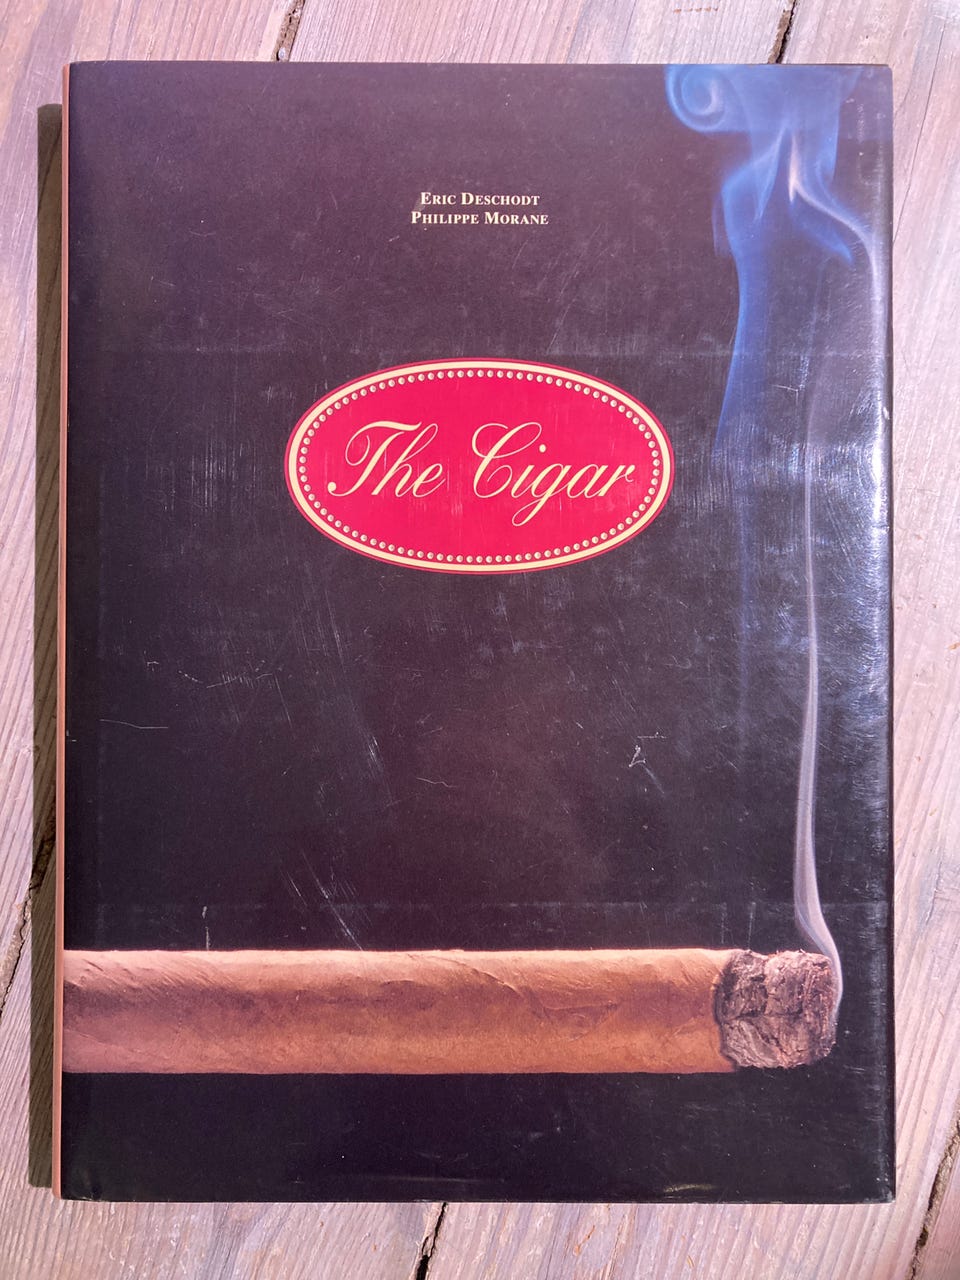 ERIC DESCHODT
PHILIPPE MORANE
The Cigar